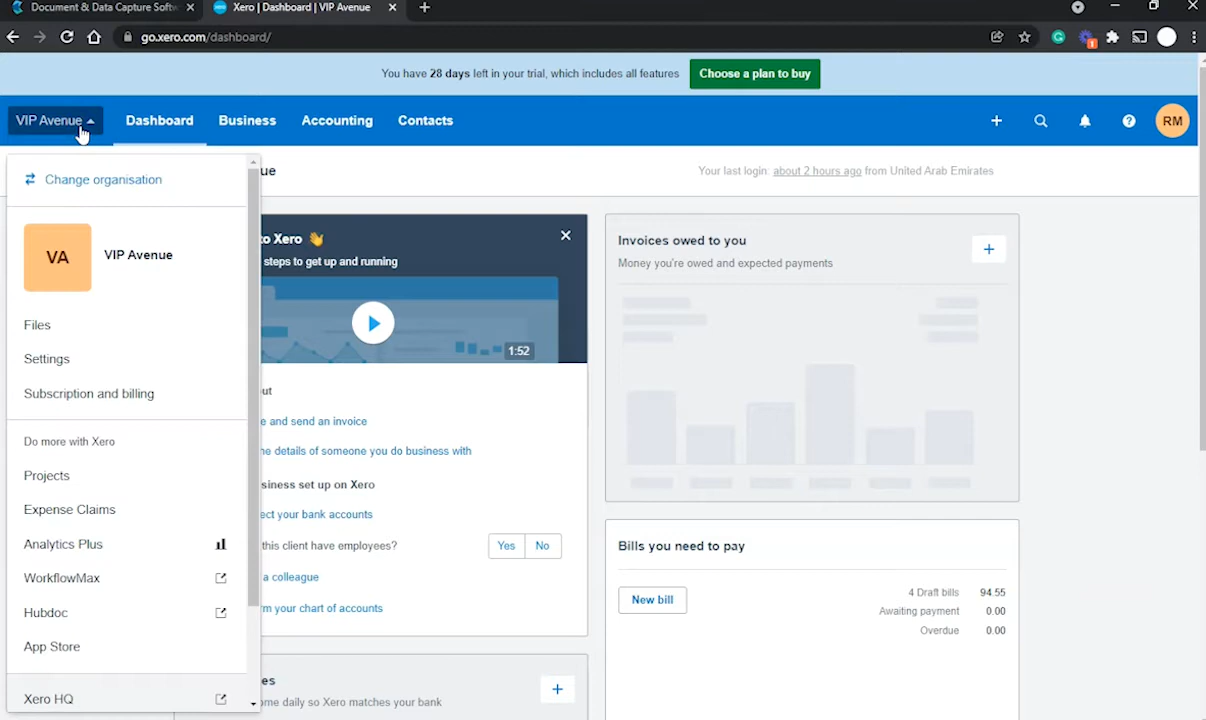 Document & Data Capture Softw
Xero | Dashboard | VIP Avenue
go.xero.com/dashboard/
1
You have 28 days left in your trial, which includes all features
Choose a plan to buy
VIP Avenue
Dashboard
Business
Accounting
Contacts
RM
Change organisation
ue
Your last login: about 2 hours ago from United Arab Emirates
VA
VIP Avenue
Files
Settings
Subscription and billing
Do more with Xero
Projects
Expense Claims
Analytics Plus
WorkflowMax
Hubdoc
App Store
Xero HQ
to Xero 👋
steps to get up and running
1:52
ut
e and send an invoice
he details of someone you do business with
siness set up on Xero
ect your bank accounts
this client have employees?
Yes
No
a colleague
rm your chart of accounts
es
ome daily so Xero matches your bank
Invoices owed to you
Money you're owed and expected payments
Bills you need to pay
New bill
4 Draft bills 94.55
Awaiting payment 0.00
Overdue 0.00